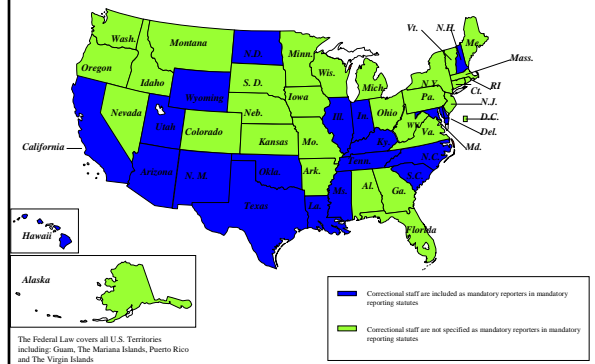 Vt.
N.H.
Wash.
Montana
N.D.
Minn.
Me.
Mass.
Oregon
Idaho
S. D.
Wis.
Mich.
N.Y.
RI
Ct.
Wyoming
Iowa
Pa.
N.J.
Nevada
Neb.
Ill.
In.
Ohio
D.C.
Utah
Colorado
WV
Va.
Del.
California
Kansas
Mo.
Ky.
Md.
Arizona
N. M.
Okla.
Ark.
Tenn.
N.C.
S.C.
Texas
La.
Ms.
Al.
Ga.
Florida
Hawaii
Alaska
Correctional staff are included as mandatory reporters in mandatory
reporting statutes
Correctional staff are not specified as mandatory reporters in mandatory
reporting statutes
The Federal Law covers all U.S. Territories
including: Guam, The Mariana Islands, Puerto Rico
and The Virgin Islands